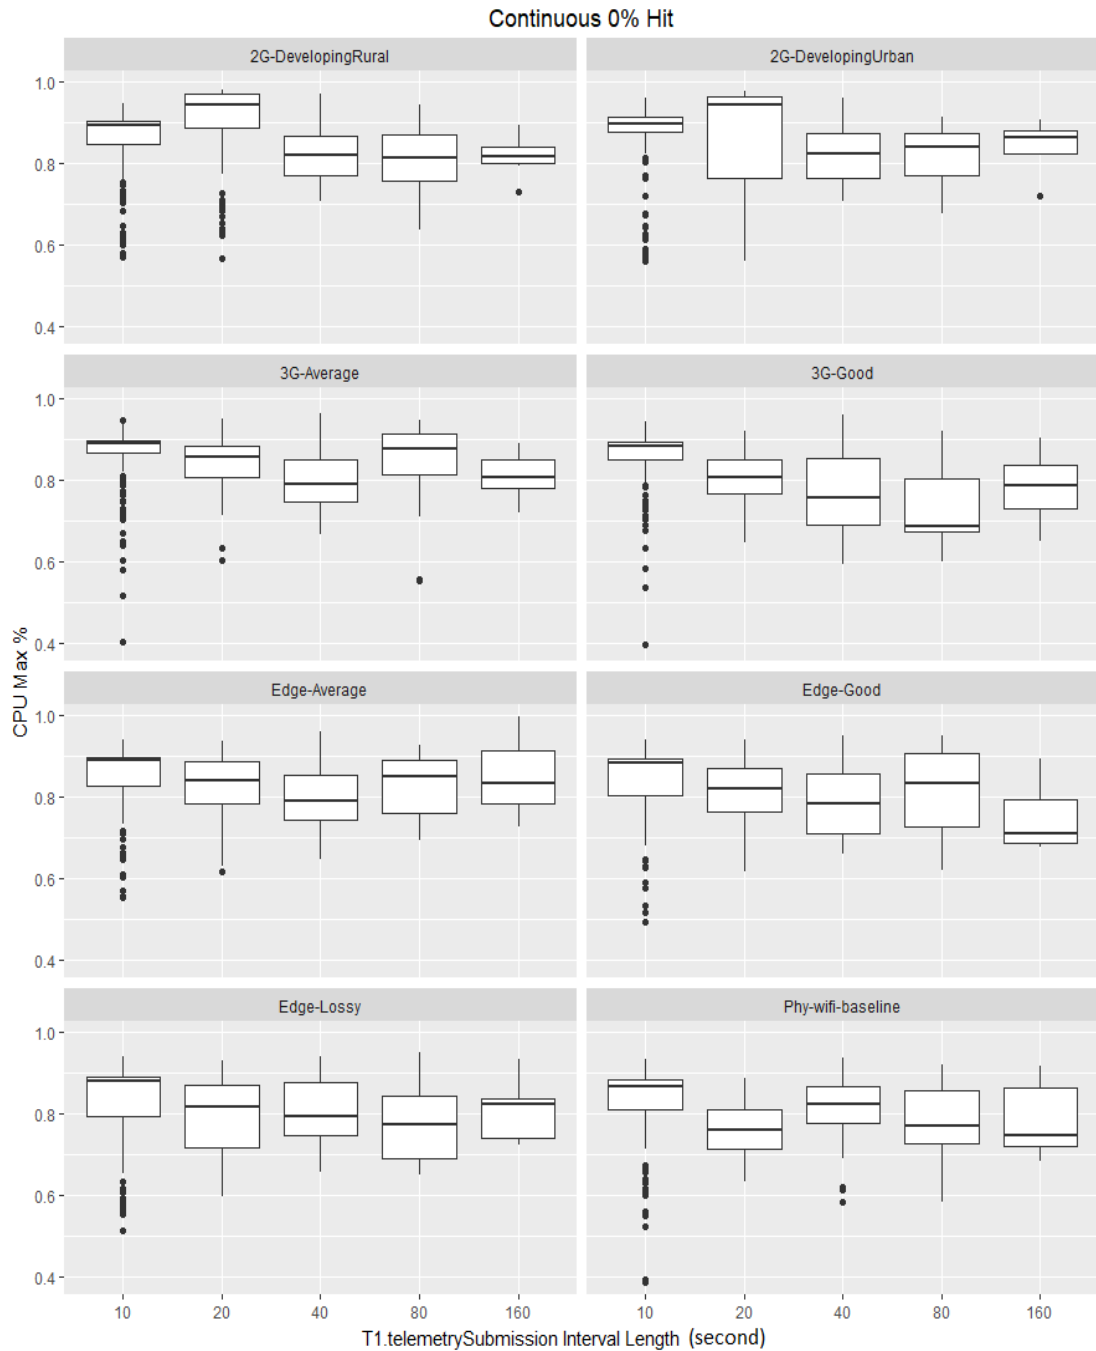 Continuous 0% Hit
2G-DevelopingRural
2G-DevelopingUrban
1.0
0.8
0.6
0.4
3G-Average
3G-Good
1.0
0.8
0.6
0.4
CPU Max %
Edge-Average
Edge-Good
1.0
0.8
0.6
0.4
Edge-Lossy
Phy-wifi-baseline
1.0
0.8
0.6
0.4
10 20 40 80 160
10 20 40 80 160
T1.telemetrySubmission Interval Length (second)